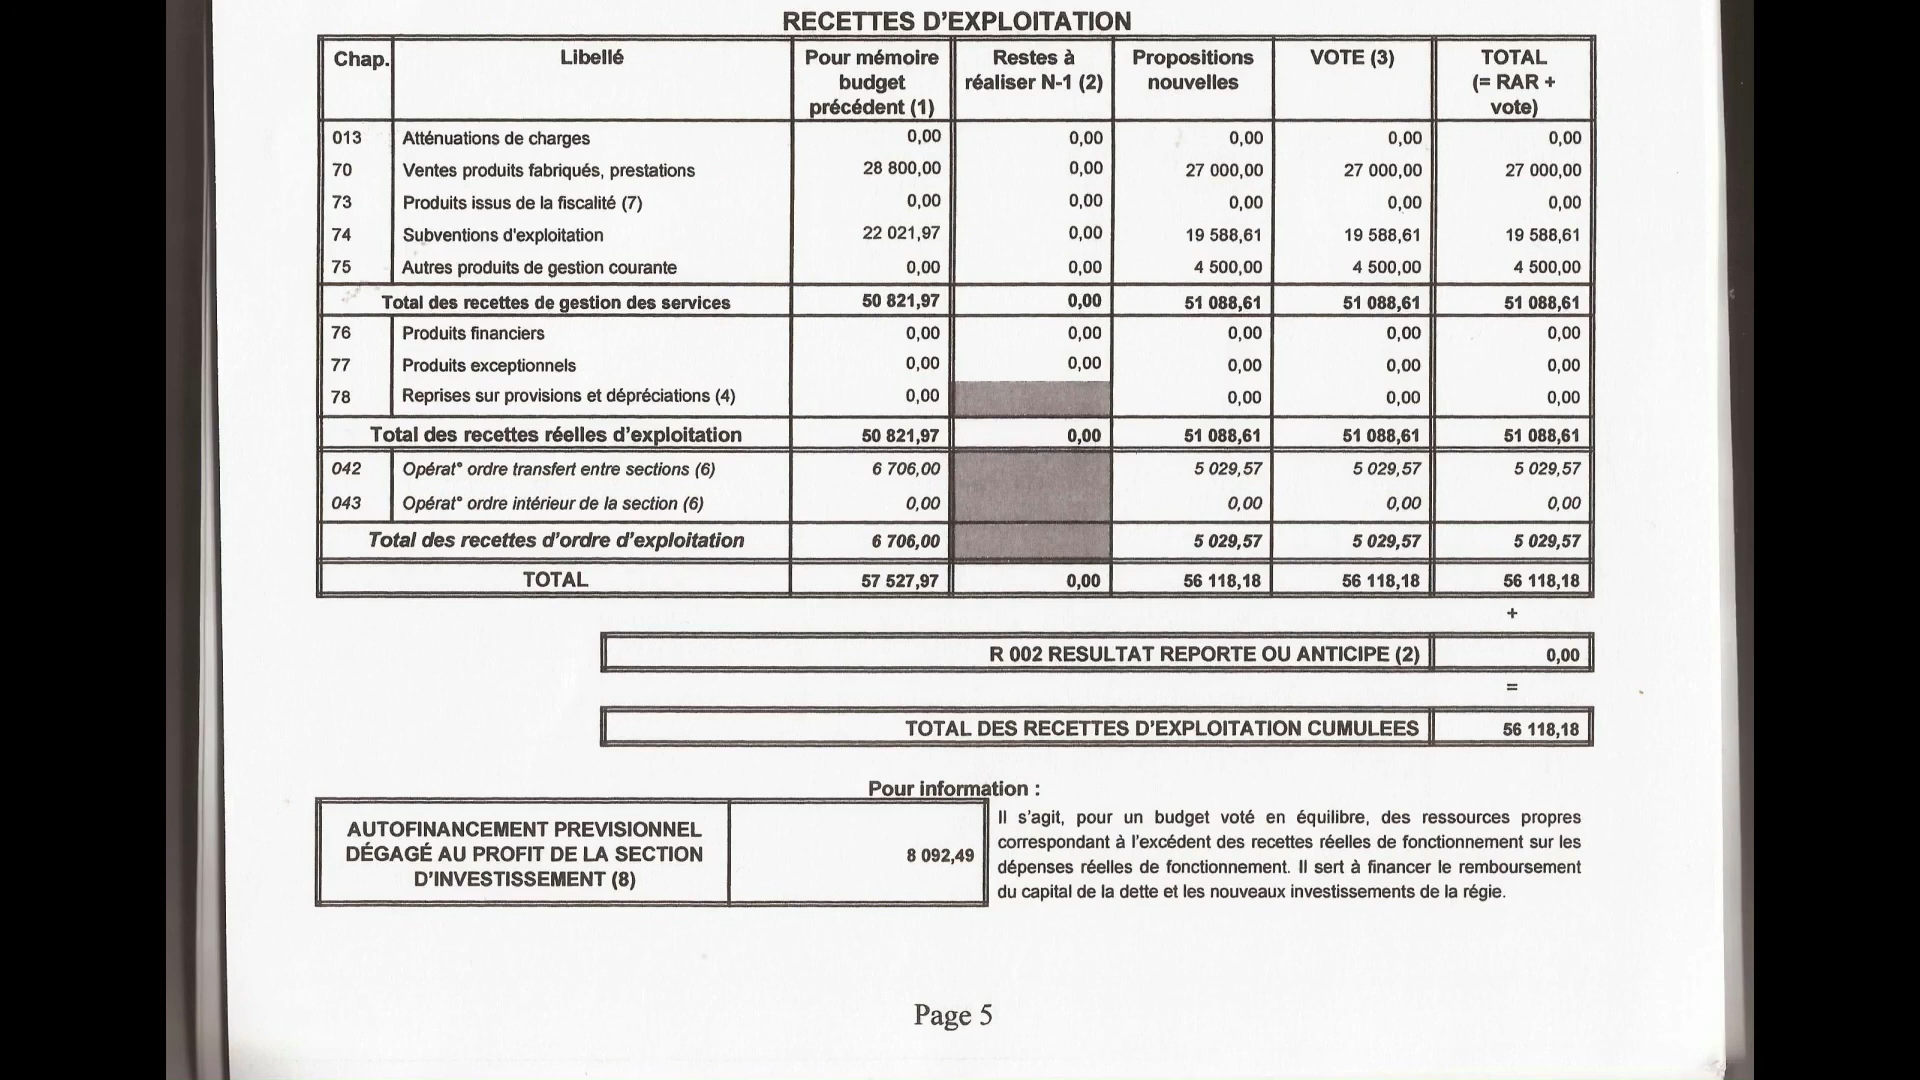 RECETTES D'EXPLOITATION
Chap. Libellé Pour mémoire budget précédent (1) Restes à réaliser N-1 (2) Propositions nouvelles VOTE (3) TOTAL (= RAR + vote)
013 Atténuations de charges 0,00 0,00 0,00 0,00 0,00
70 Ventes produits fabriqués, prestations 28 800,00 0,00 27 000,00 27 000,00 27 000,00
73 Produits issus de la fiscalité (7) 0,00 0,00 0,00 0,00 0,00
74 Subventions d'exploitation 22 021,97 0,00 19 588,61 19 588,61 19 588,61
75 Autres produits de gestion courante 0,00 0,00 4 500,00 4 500,00 4 500,00
Total des recettes de gestion des services 50 821,97 0,00 51 088,61 51 088,61 51 088,61
76 Produits financiers 0,00 0,00 0,00 0,00 0,00
77 Produits exceptionnels 0,00 0,00 0,00 0,00 0,00
78 Reprises sur provisions et dépréciations (4) 0,00 0,00 0,00 0,00
Total des recettes réelles d'exploitation 50 821,97 0,00 51 088,61 51 088,61 51 088,61
042 Opérat° ordre transfert entre sections (6) 6 706,00 5 029,57 5 029,57 5 029,57
043 Opérat° ordre intérieur de la section (6) 0,00 0,00 0,00 0,00
Total des recettes d'ordre d'exploitation 6 706,00 5 029,57 5 029,57 5 029,57
TOTAL 57 527,97 0,00 56 118,18 56 118,18 56 118,18
+
R 002 RESULTAT REPORTE OU ANTICIPE (2) 0,00
=
TOTAL DES RECETTES D'EXPLOITATION CUMULEES 56 118,18
Pour information :
AUTOFINANCEMENT PREVISIONNEL
DÉGAGÉ AU PROFIT DE LA SECTION
D'INVESTISSEMENT (8)
8 092,49
Il s'agit, pour un budget voté en équilibre, des ressources propres
correspondant à l'excédent des recettes réelles de fonctionnement sur les
dépenses réelles de fonctionnement. Il sert à financer le remboursement
du capital de la dette et les nouveaux investissements de la régie.
Page 5